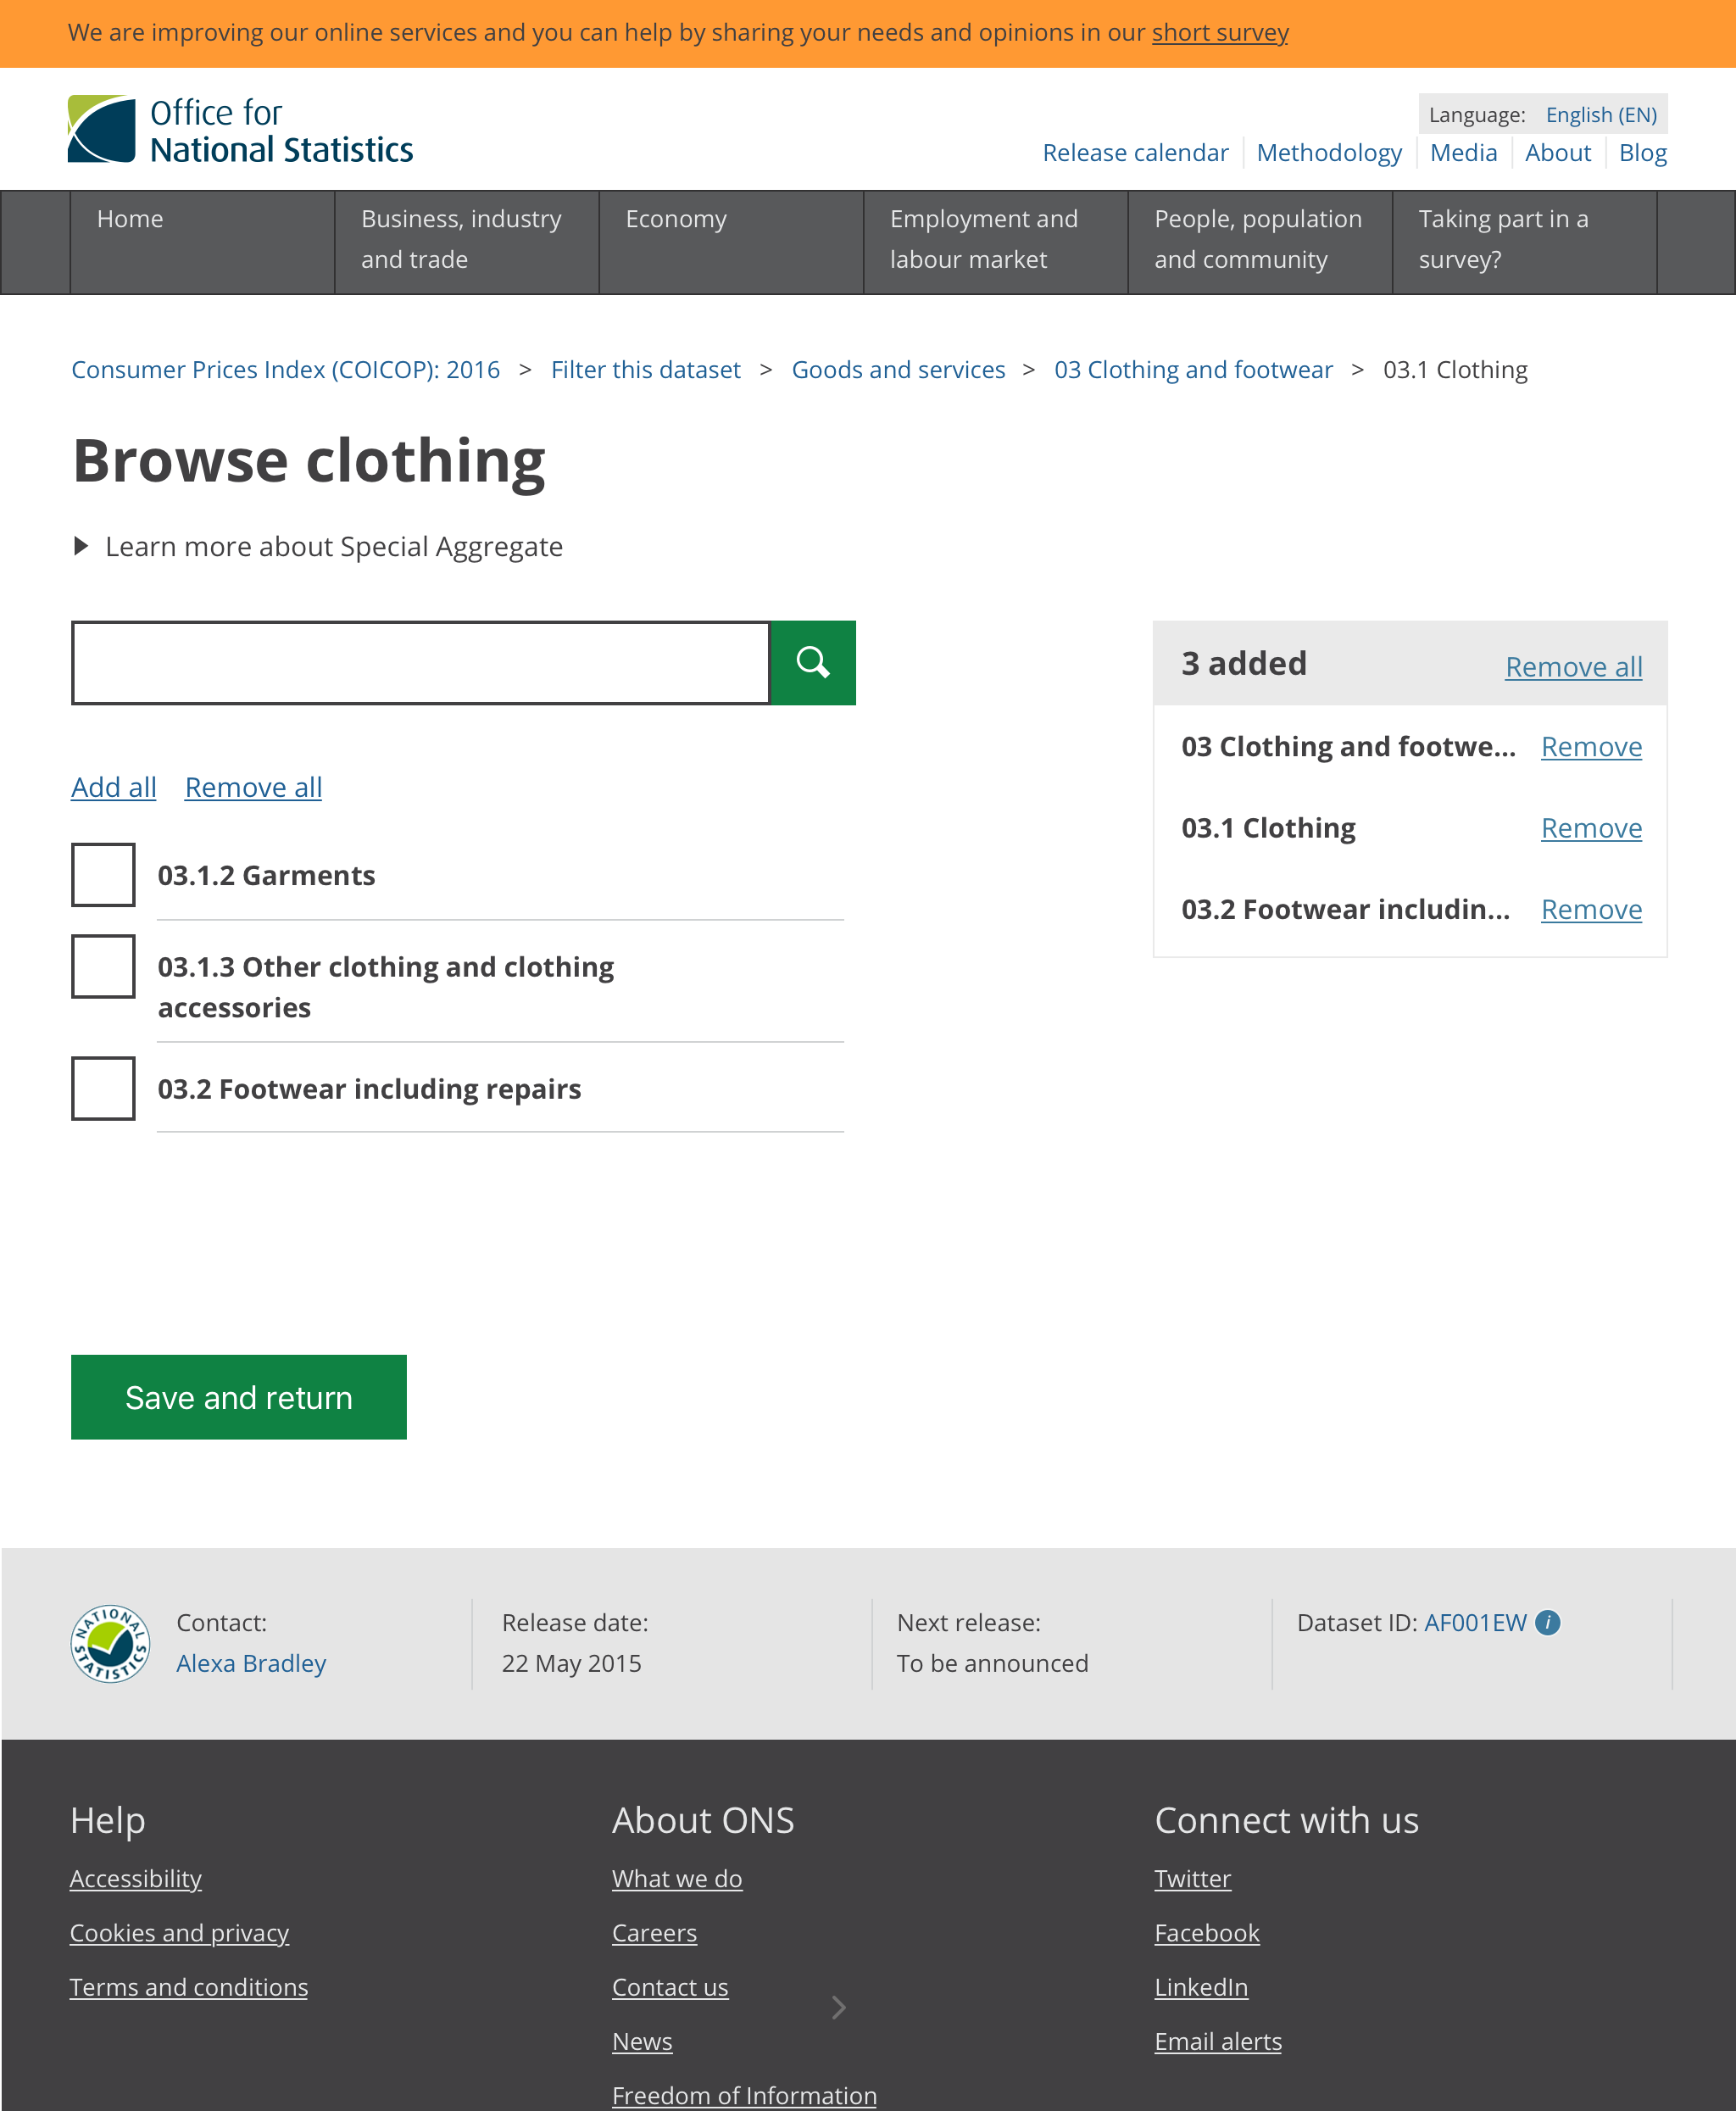 We are improving our online services and you can help by sharing your needs and opinions in our short survey
Office for
National Statistics
Language: English (EN)
Release calendar Methodology Media About Blog
Home
Business, industry
and trade
Economy
Employment and
labour market
People, population
and community
Taking part in a
survey?
Consumer Prices Index (COICOP): 2016 > Filter this dataset > Goods and services > 03 Clothing and footwear > 03.1 Clothing
Browse clothing
Learn more about Special Aggregate
Add all Remove all
03.1.2 Garments
03.1.3 Other clothing and clothing
accessories
03.2 Footwear including repairs
3 added Remove all
03 Clothing and footwe... Remove
03.1 Clothing Remove
03.2 Footwear includin... Remove
Save and return
NATIONAL STATISTICS
Contact:
Alexa Bradley
Release date:
22 May 2015
Next release:
To be announced
Dataset ID: AF001EW i
Help
Accessibility
Cookies and privacy
Terms and conditions
About ONS
What we do
Careers
Contact us
News
Freedom of Information
Connect with us
Twitter
Facebook
LinkedIn
Email alerts